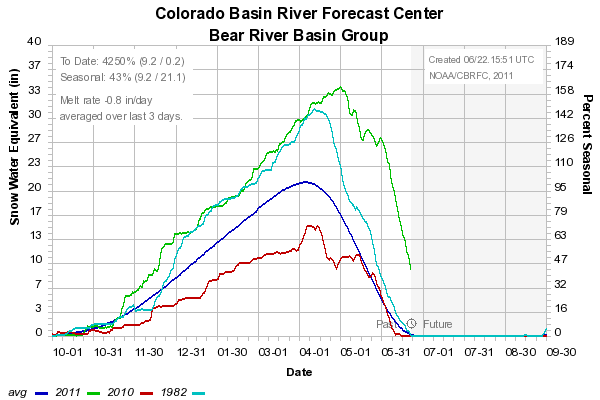 Colorado Basin River Forecast Center
Bear River Basin Group
To Date: 4250% (9.2 / 0.2)
Seasonal: 43% (9.2 / 21.1)
Melt rate -0.8 in/day
averaged over last 3 days.
Created 06/22.15:51 UTC
NOAA/CBRFC, 2011
Snow Water Equivalent (in)
40
37
33
30
27
23
20
17
13
10
7
3
0
Percent Seasonal
189
175
158
142
126
110
95
79
63
47
32
16
0
Past Future
10-01 10-31 11-30 12-31 01-30 03-01 04-01 05-01 05-31 07-01 07-31 08-30 09-30
Date
avg 2011 2010 1982